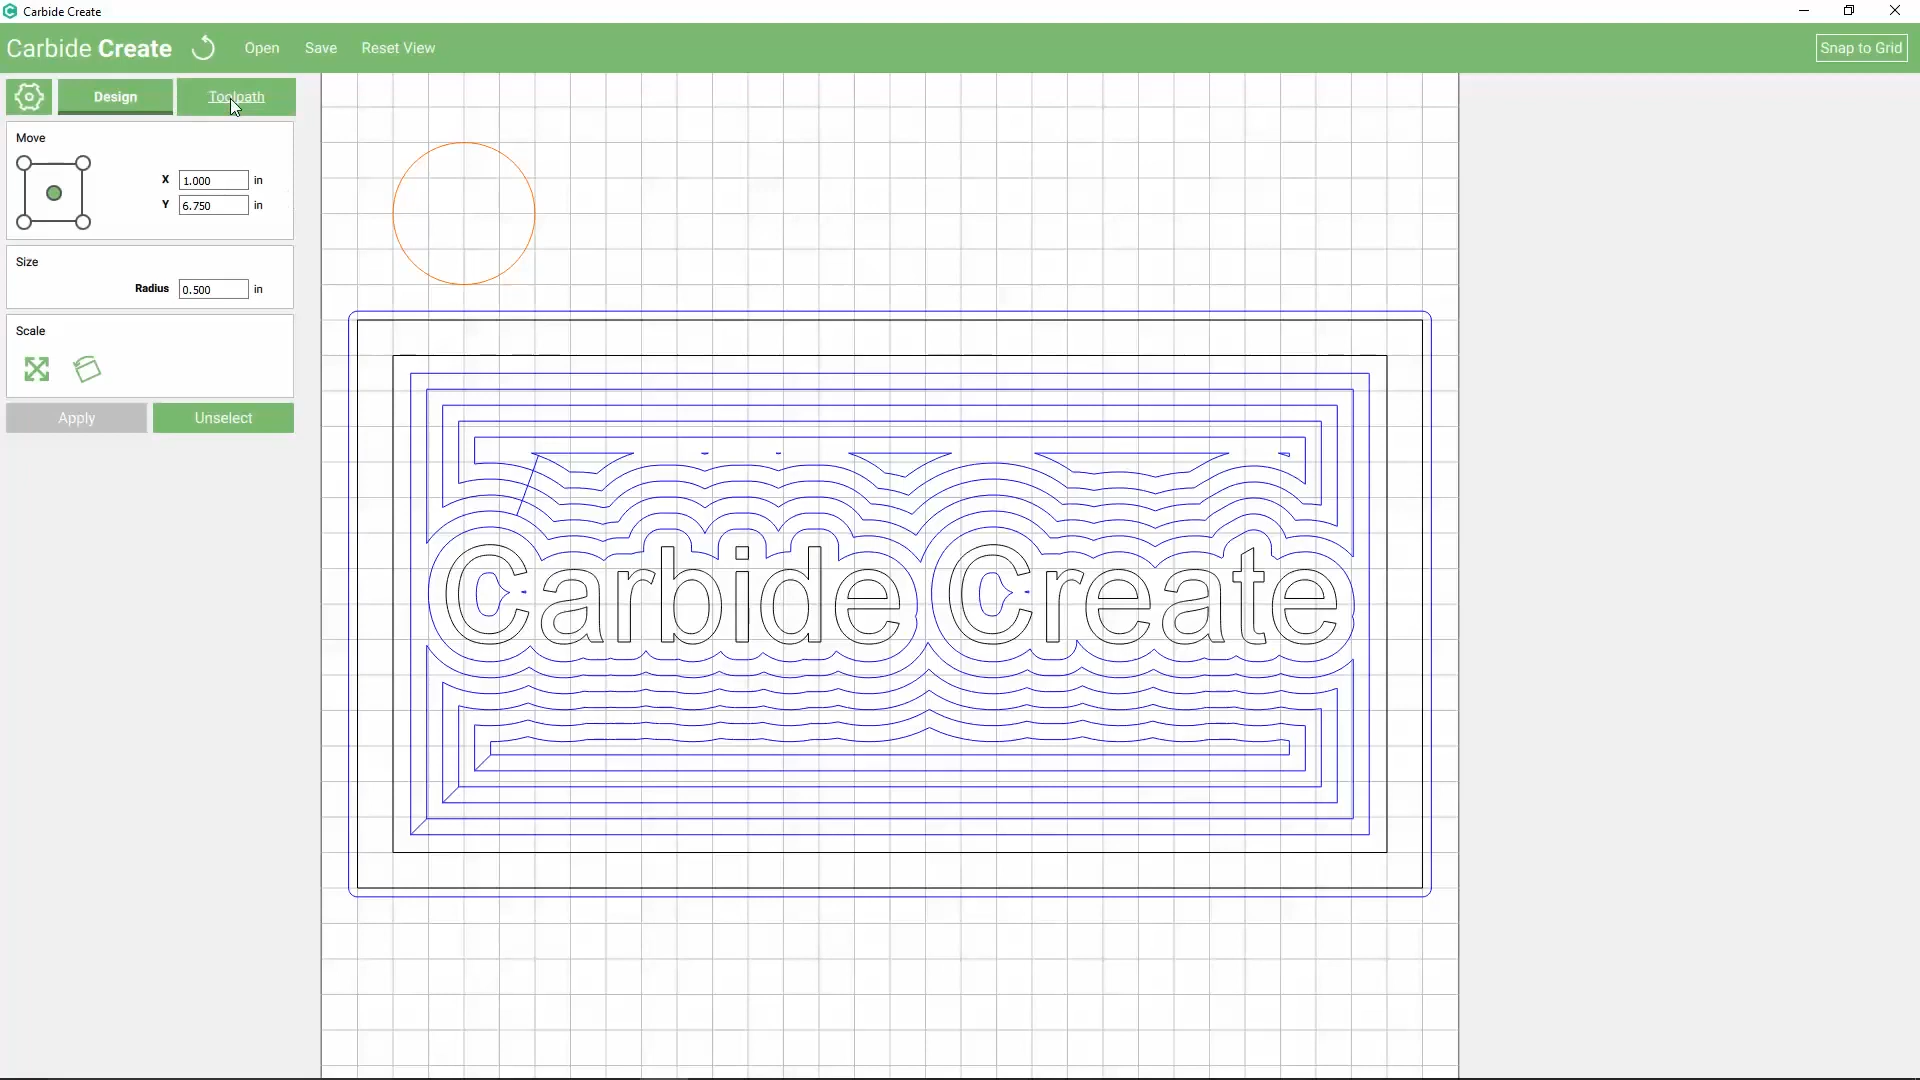 Carbide Create
Carbide Create Open Save Reset View Snap to Grid
Design Toolpath
Move
X 1.000 in
Y 6.750 in
Size
Radius 0.500 in
Scale
Apply Unselect
Carbide Create